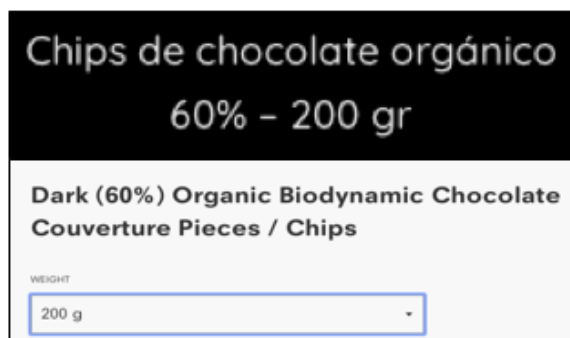 Chips de chocolate orgánico
60% – 200 gr
Dark (60%) Organic Biodynamic Chocolate
Couverture Pieces / Chips
WEIGHT
200 g